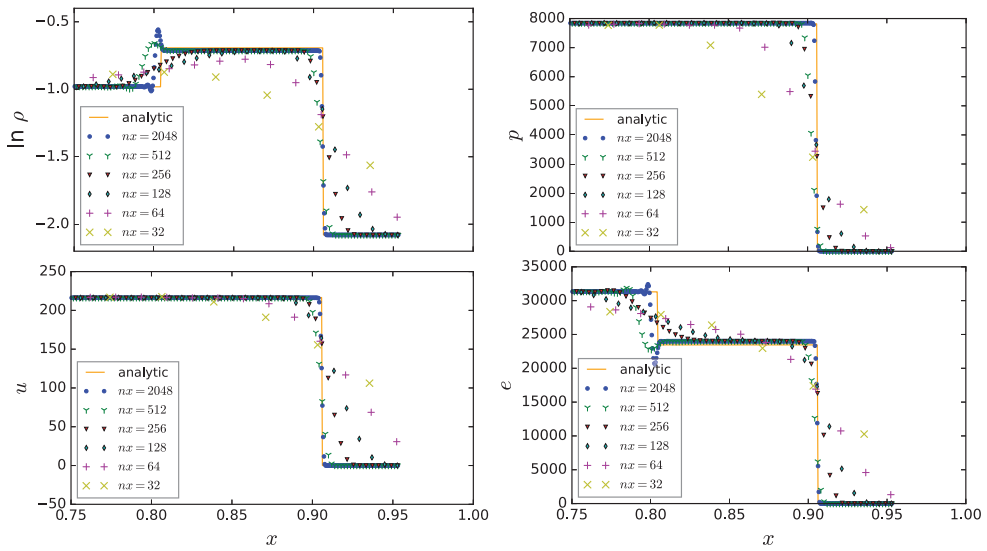 −0.5
−1.0
−1.5
−2.0
ln ρ
analytic
nx = 2048
nx = 512
nx = 256
nx = 128
nx = 64
nx = 32
8000
7000
6000
5000
4000
3000
2000
1000
0
p
analytic
nx = 2048
nx = 512
nx = 256
nx = 128
nx = 64
nx = 32
250
200
150
100
50
0
−50
u
analytic
nx = 2048
nx = 512
nx = 256
nx = 128
nx = 64
nx = 32
0.75 0.80 0.85 0.90 0.95 1.00
x
35000
30000
25000
20000
15000
10000
5000
0
e
analytic
nx = 2048
nx = 512
nx = 256
nx = 128
nx = 64
nx = 32
0.75 0.80 0.85 0.90 0.95 1.00
x